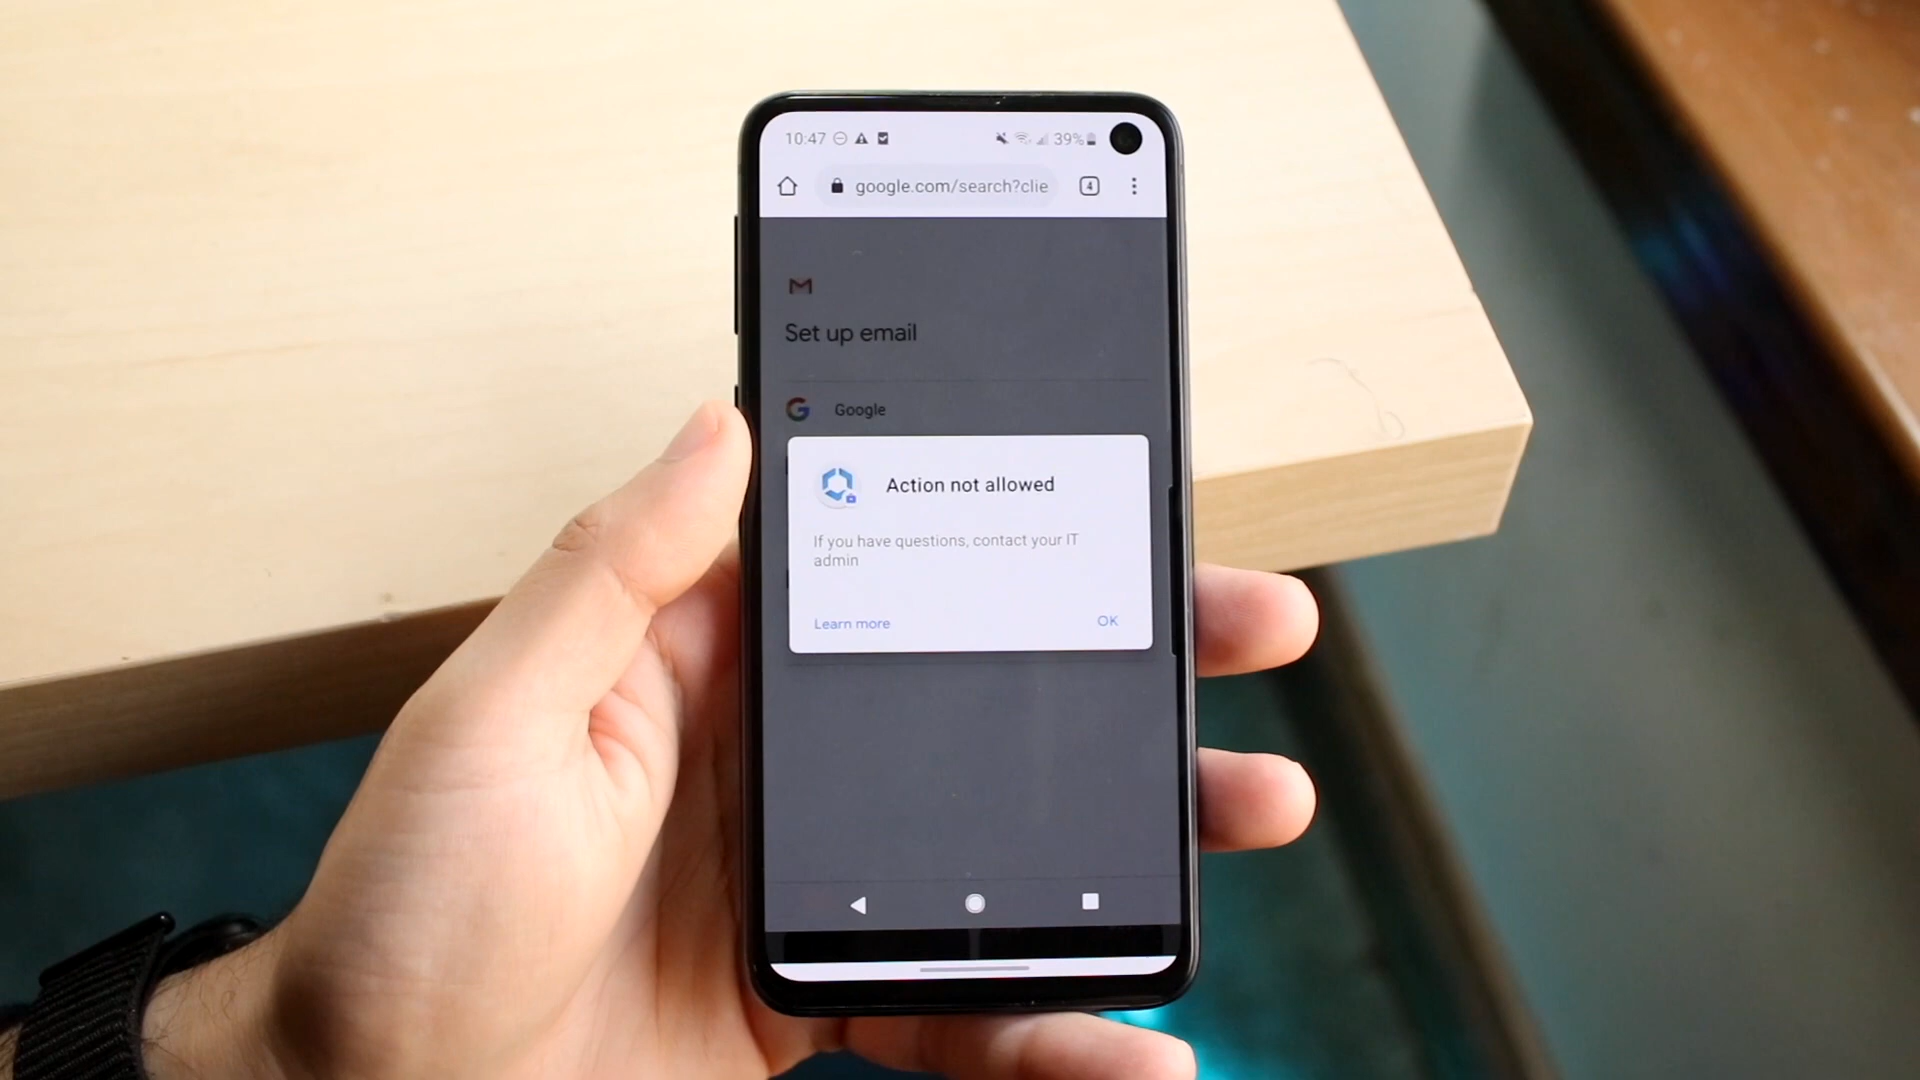 10:47 39%
google.com/search?clie 4
Set up email
Google
Action not allowed
If you have questions, contact your IT
admin
Learn more OK